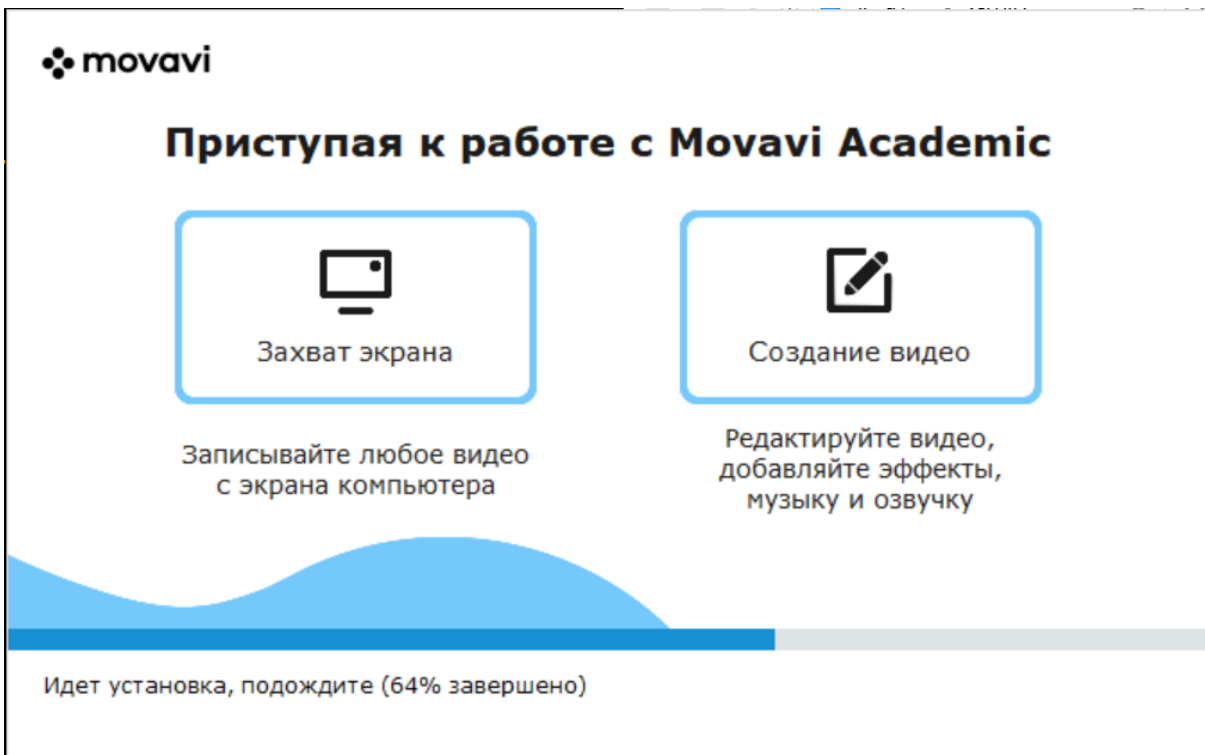 movavi
Приступая к работе с Movavi Academic
Захват экрана
Создание видео
Записывайте любое видео
с экрана компьютера
Редактируйте видео,
добавляйте эффекты,
музыку и озвучку
Идет установка, подождите (64% завершено)